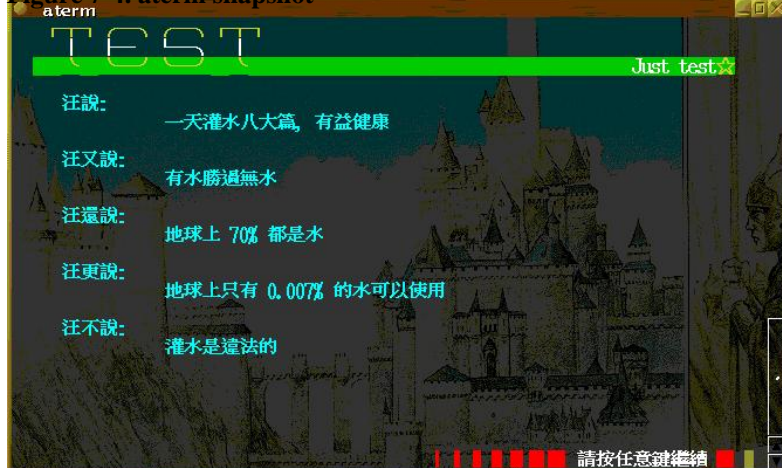 aterm
TEST
Just test☆
汪說:
一天灌水八大篇, 有益健康
汪又說:
有水勝過無水
汪還說:
地球上 70% 都是水
汪更說:
地球上只有 0.007% 的水可以使用
汪不說:
灌水是違法的
請按任意鍵繼續